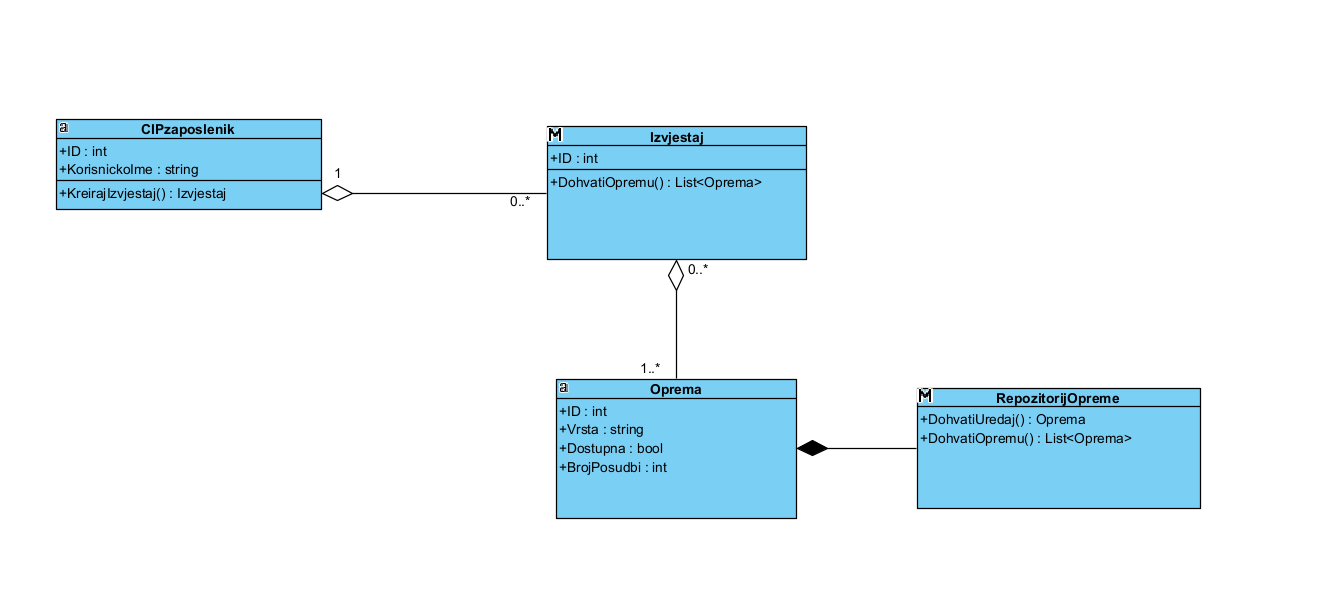 a
CIPzaposlenik
+ID : int
+KorisnickoIme : string
+KreirajIzvjestaj() : Izvjestaj
1
0..*
M
Izvjestaj
+ID : int
+DohvatiOpremu() : List<Oprema>
0..*
1..*
a
Oprema
+ID : int
+Vrsta : string
+Dostupna : bool
+BrojPosudbi : int
M
RepozitorijOpreme
+DohvatiUredaj() : Oprema
+DohvatiOpremu() : List<Oprema>